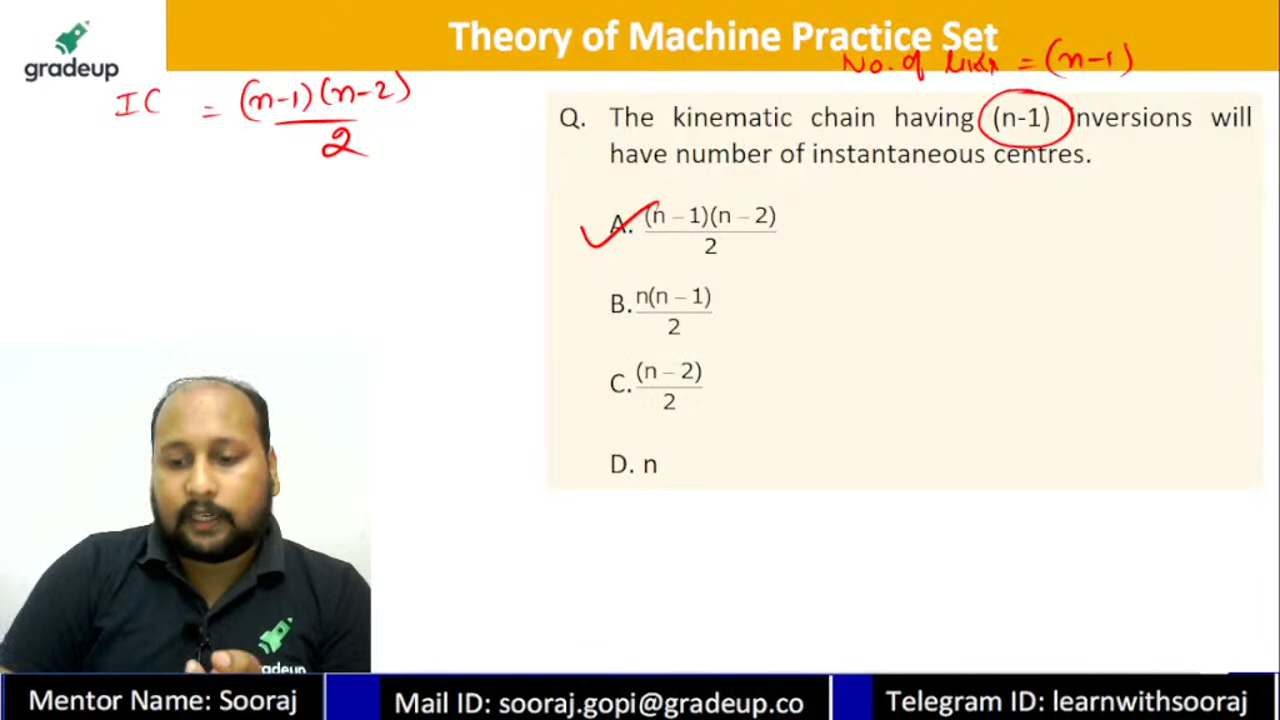 Theory of Machine Practice Set
gradeup
No. of links = (n-1)
IC = (n-1)(n-2)
2
Q. The kinematic chain having (n-1) inversions will
have number of instantaneous centres.
A. (n – 1)(n – 2)
2
B. n(n – 1)
2
C. (n – 2)
2
D. n
gradeup
Mentor Name: Sooraj
Mail ID: sooraj.gopi@gradeup.co
Telegram ID: learnwithsooraj